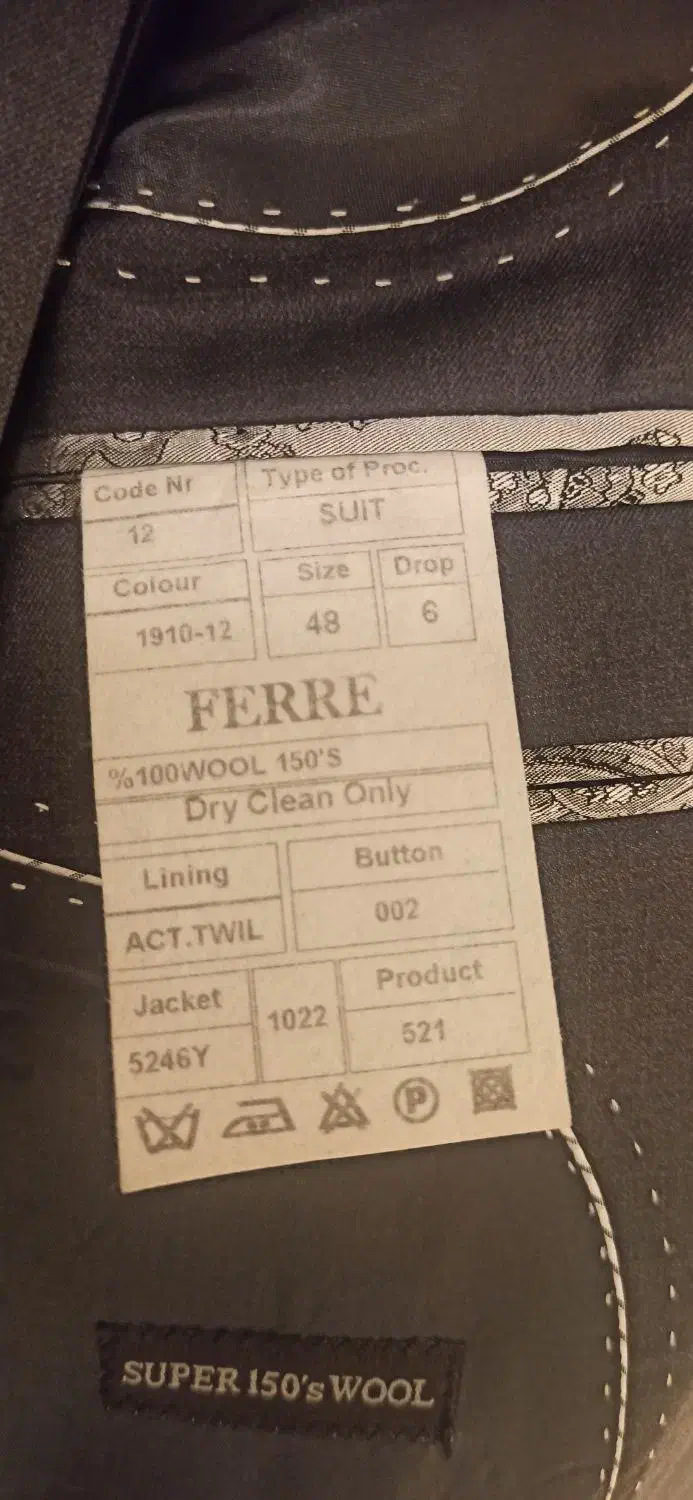 Code Nr
Type of Proc.
12
SUIT
Colour
Size
Drop
1910-12
48
6
FERRE
%100WOOL 150'S
Dry Clean Only
Lining
Button
ACT.TWIL
002
Jacket
1022
Product
5246Y
521
P
SUPER 150's WOOL